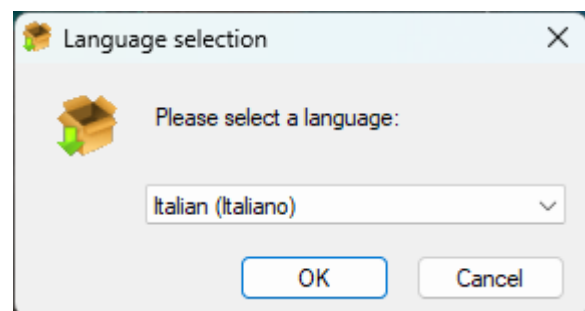 Language selection
Please select a language:
Italian (Italiano)
OK
Cancel